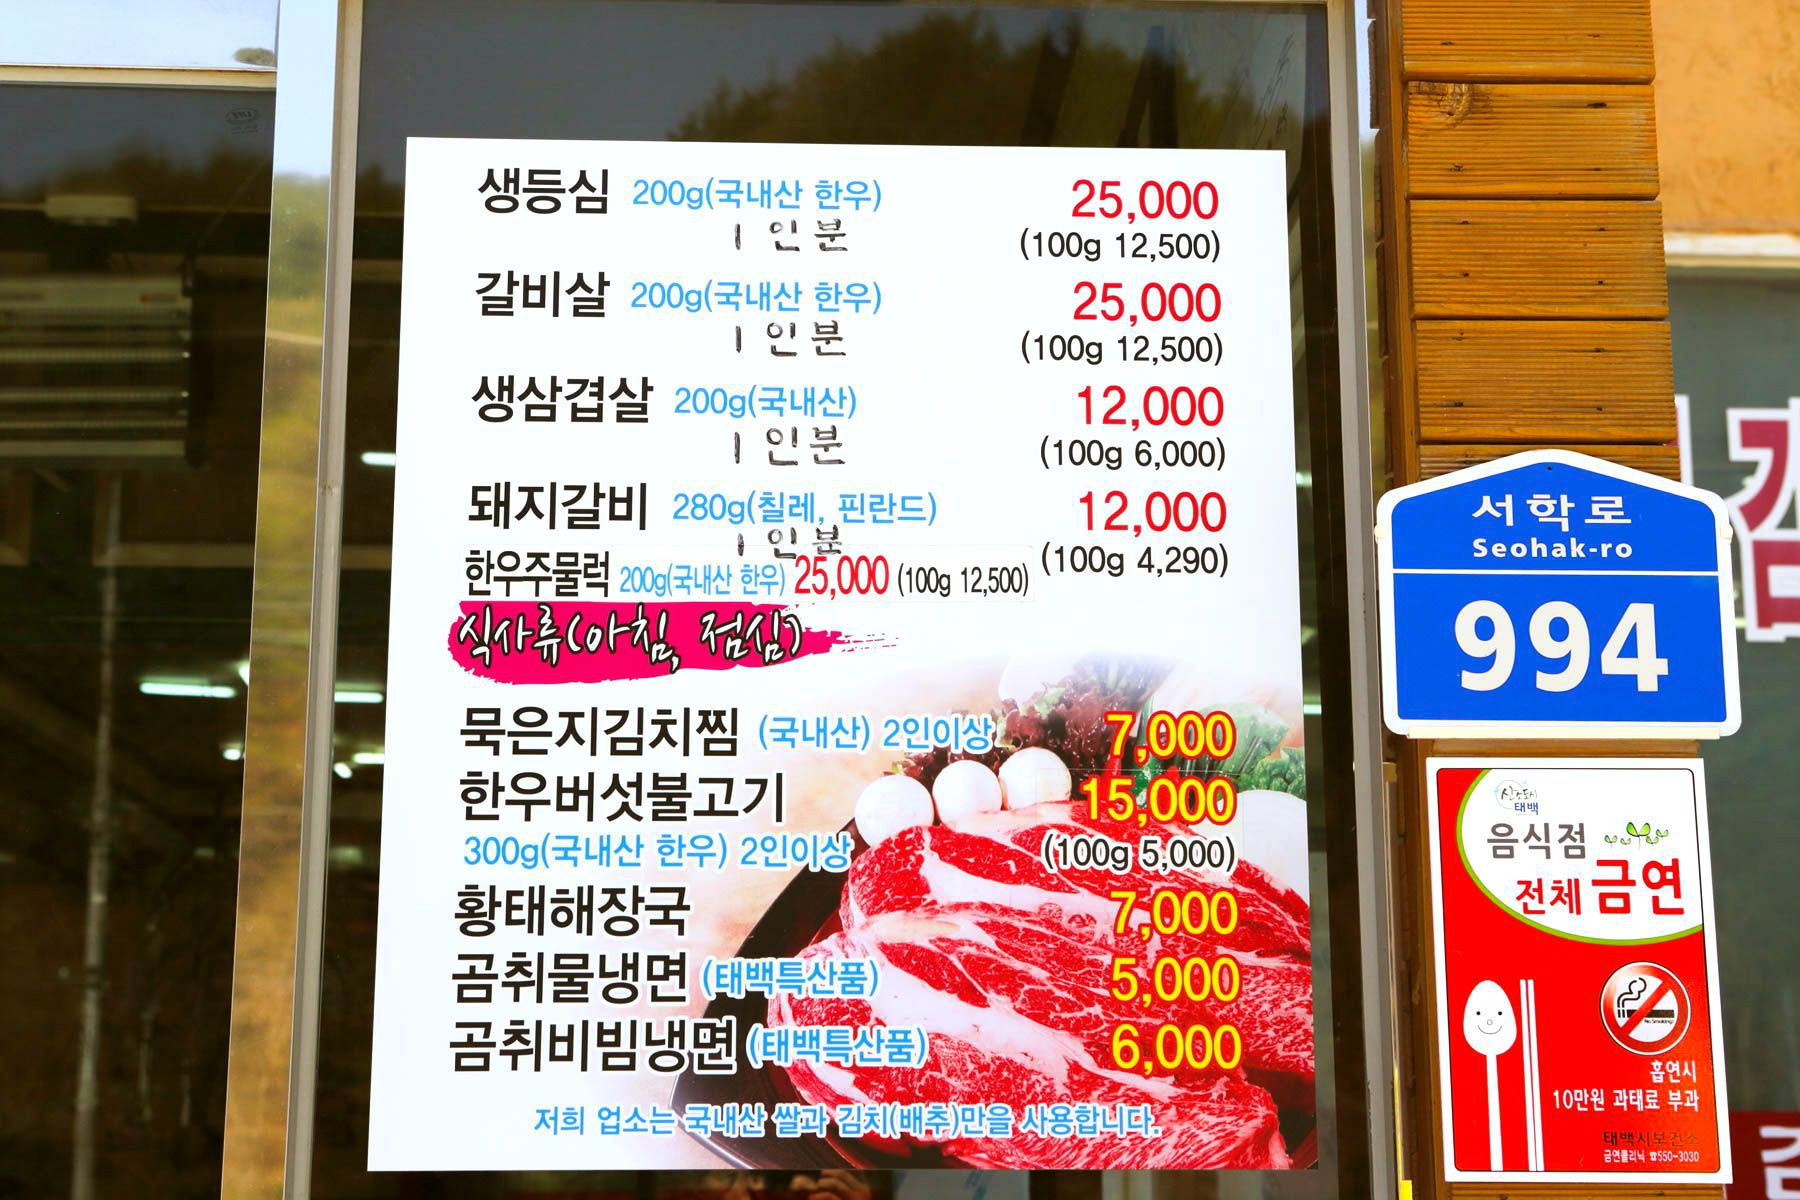 생등심 200g(국내산 한우) 25,000
1 인분 (100g 12,500)
갈비살 200g(국내산 한우) 25,000
1 인분 (100g 12,500)
생삼겹살 200g(국내산) 12,000
1 인분 (100g 6,000)
돼지갈비 280g(칠레, 핀란드) 12,000
1 인분 (100g 4,290)
한우주물럭 200g(국내산 한우) 25,000 (100g 12,500)
식사류(아침, 점심)
묵은지김치찜 (국내산) 2인이상 7,000
한우버섯불고기 15,000
300g(국내산 한우) 2인이상 (100g 5,000)
황태해장국 7,000
곰취물냉면 (태백특산품) 5,000
곰취비빔냉면 (태백특산품) 6,000
저희 업소는 국내산 쌀과 김치(배추)만을 사용합니다.
서학로
Seohak-ro
994
산소도시
태백
음식점
전체 금연
No Smoking
흡연시
10만원 과태료 부과
태백시보건소
금연클리닉 ☎550-3030